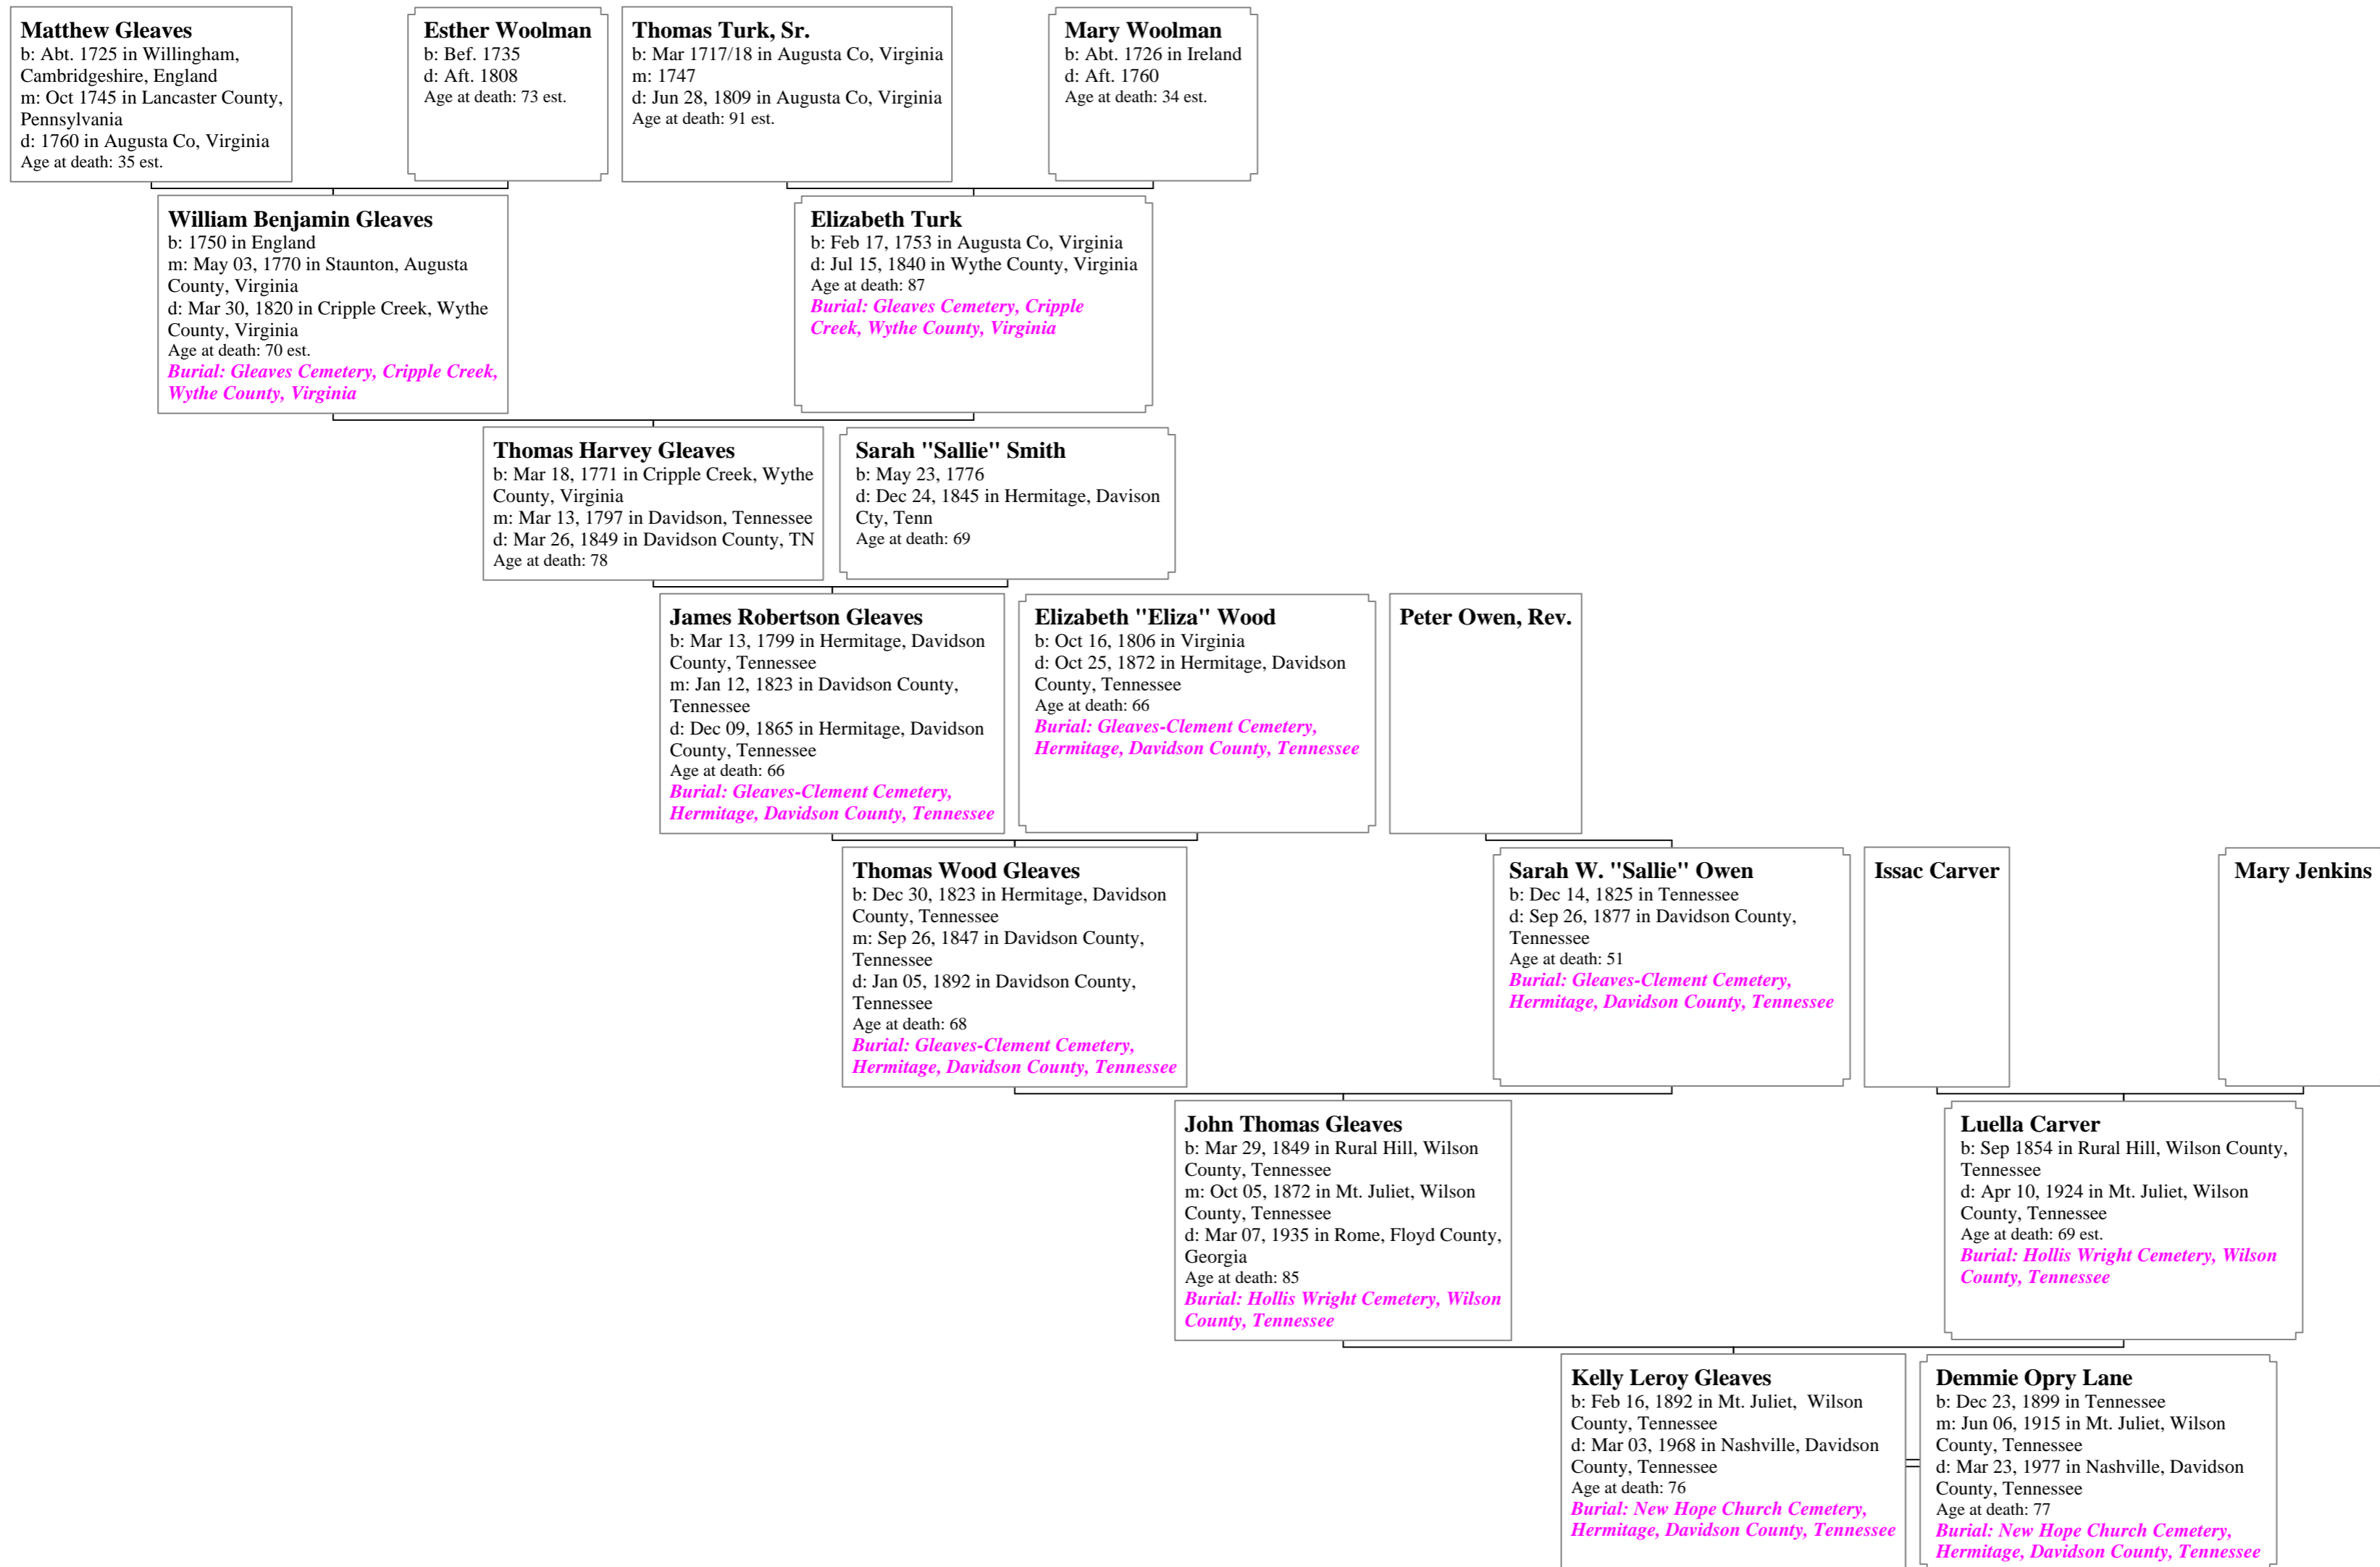 Matthew Gleaves
b: Abt. 1725 in Willingham,
Cambridgeshire, England
m: Oct 1745 in Lancaster County,
Pennsylvania
d: 1760 in Augusta Co, Virginia
Age at death: 35 est.
Esther Woolman
b: Bef. 1735
d: Aft. 1808
Age at death: 73 est.
Thomas Turk, Sr.
b: Mar 1717/18 in Augusta Co, Virginia
m: 1747
d: Jun 28, 1809 in Augusta Co, Virginia
Age at death: 91 est.
Mary Woolman
b: Abt. 1726 in Ireland
d: Aft. 1760
Age at death: 34 est.
William Benjamin Gleaves
b: 1750 in England
m: May 03, 1770 in Staunton, Augusta
County, Virginia
d: Mar 30, 1820 in Cripple Creek, Wythe
County, Virginia
Age at death: 70 est.
Burial: Gleaves Cemetery, Cripple Creek,
Wythe County, Virginia
Elizabeth Turk
b: Feb 17, 1753 in Augusta Co, Virginia
d: Jul 15, 1840 in Wythe County, Virginia
Age at death: 87
Burial: Gleaves Cemetery, Cripple
Creek, Wythe County, Virginia
Thomas Harvey Gleaves
b: Mar 18, 1771 in Cripple Creek, Wythe
County, Virginia
m: Mar 13, 1797 in Davidson, Tennessee
d: Mar 26, 1849 in Davidson County, TN
Age at death: 78
Sarah "Sallie" Smith
b: May 23, 1776
d: Dec 24, 1845 in Hermitage, Davison
Cty, Tenn
Age at death: 69
James Robertson Gleaves
b: Mar 13, 1799 in Hermitage, Davidson
County, Tennessee
m: Jan 12, 1823 in Davidson County,
Tennessee
d: Dec 09, 1865 in Hermitage, Davidson
County, Tennessee
Age at death: 66
Burial: Gleaves-Clement Cemetery,
Hermitage, Davidson County, Tennessee
Elizabeth "Eliza" Wood
b: Oct 16, 1806 in Virginia
d: Oct 25, 1872 in Hermitage, Davidson
County, Tennessee
Age at death: 66
Burial: Gleaves-Clement Cemetery,
Hermitage, Davidson County, Tennessee
Peter Owen, Rev.
Thomas Wood Gleaves
b: Dec 30, 1823 in Hermitage, Davidson
County, Tennessee
m: Sep 26, 1847 in Davidson County,
Tennessee
d: Jan 05, 1892 in Davidson County,
Tennessee
Age at death: 68
Burial: Gleaves-Clement Cemetery,
Hermitage, Davidson County, Tennessee
Sarah W. "Sallie" Owen
b: Dec 14, 1825 in Tennessee
d: Sep 26, 1877 in Davidson County,
Tennessee
Age at death: 51
Burial: Gleaves-Clement Cemetery,
Hermitage, Davidson County, Tennessee
Issac Carver
Mary Jenkins
John Thomas Gleaves
b: Mar 29, 1849 in Rural Hill, Wilson
County, Tennessee
m: Oct 05, 1872 in Mt. Juliet, Wilson
County, Tennessee
d: Mar 07, 1935 in Rome, Floyd County,
Georgia
Age at death: 85
Burial: Hollis Wright Cemetery, Wilson
County, Tennessee
Luella Carver
b: Sep 1854 in Rural Hill, Wilson County,
Tennessee
d: Apr 10, 1924 in Mt. Juliet, Wilson
County, Tennessee
Age at death: 69 est.
Burial: Hollis Wright Cemetery, Wilson
County, Tennessee
Kelly Leroy Gleaves
b: Feb 16, 1892 in Mt. Juliet, Wilson
County, Tennessee
d: Mar 03, 1968 in Nashville, Davidson
County, Tennessee
Age at death: 76
Burial: New Hope Church Cemetery,
Hermitage, Davidson County, Tennessee
Demmie Opry Lane
b: Dec 23, 1899 in Tennessee
m: Jun 06, 1915 in Mt. Juliet, Wilson
County, Tennessee
d: Mar 23, 1977 in Nashville, Davidson
County, Tennessee
Age at death: 77
Burial: New Hope Church Cemetery,
Hermitage, Davidson County, Tennessee